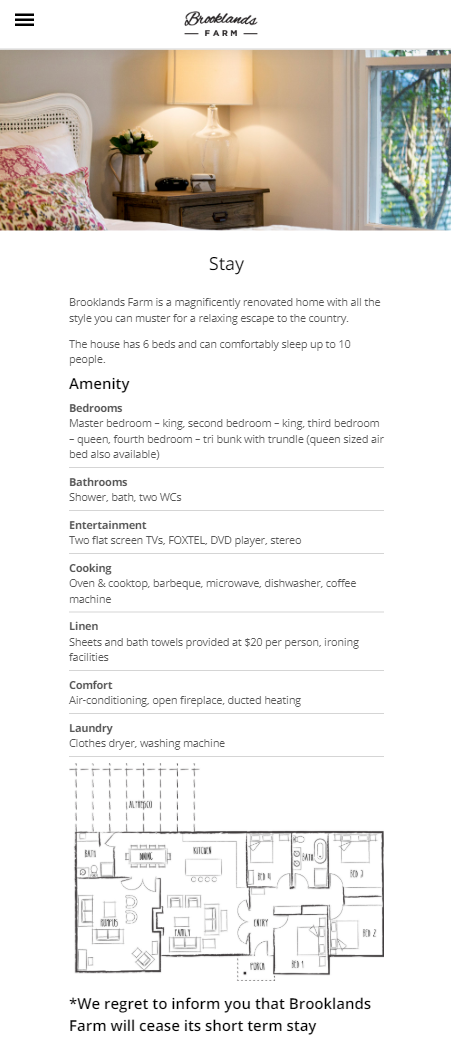 Brooklands
FARM
Stay
Brooklands Farm is a magnificently renovated home with all the
style you can muster for a relaxing escape to the country.
The house has 6 beds and can comfortably sleep up to 10
people.
Amenity
Bedrooms
Master bedroom – king, second bedroom – king, third bedroom
– queen, fourth bedroom – tri bunk with trundle (queen sized air
bed also available)
Bathrooms
Shower, bath, two WCs
Entertainment
Two flat screen TVs, FOXTEL, DVD player, stereo
Cooking
Oven & cooktop, barbeque, microwave, dishwasher, coffee
machine
Linen
Sheets and bath towels provided at $20 per person, ironing
facilities
Comfort
Air-conditioning, open fireplace, ducted heating
Laundry
Clothes dryer, washing machine
ALFRESCO
BATH
DINING
KITCHEN
BATH
BED 4
BED 3
RUMPUS
FAMILY
ENTRY
BED 2
PORCH
BED 1
*We regret to inform you that Brooklands
Farm will cease its short term stay